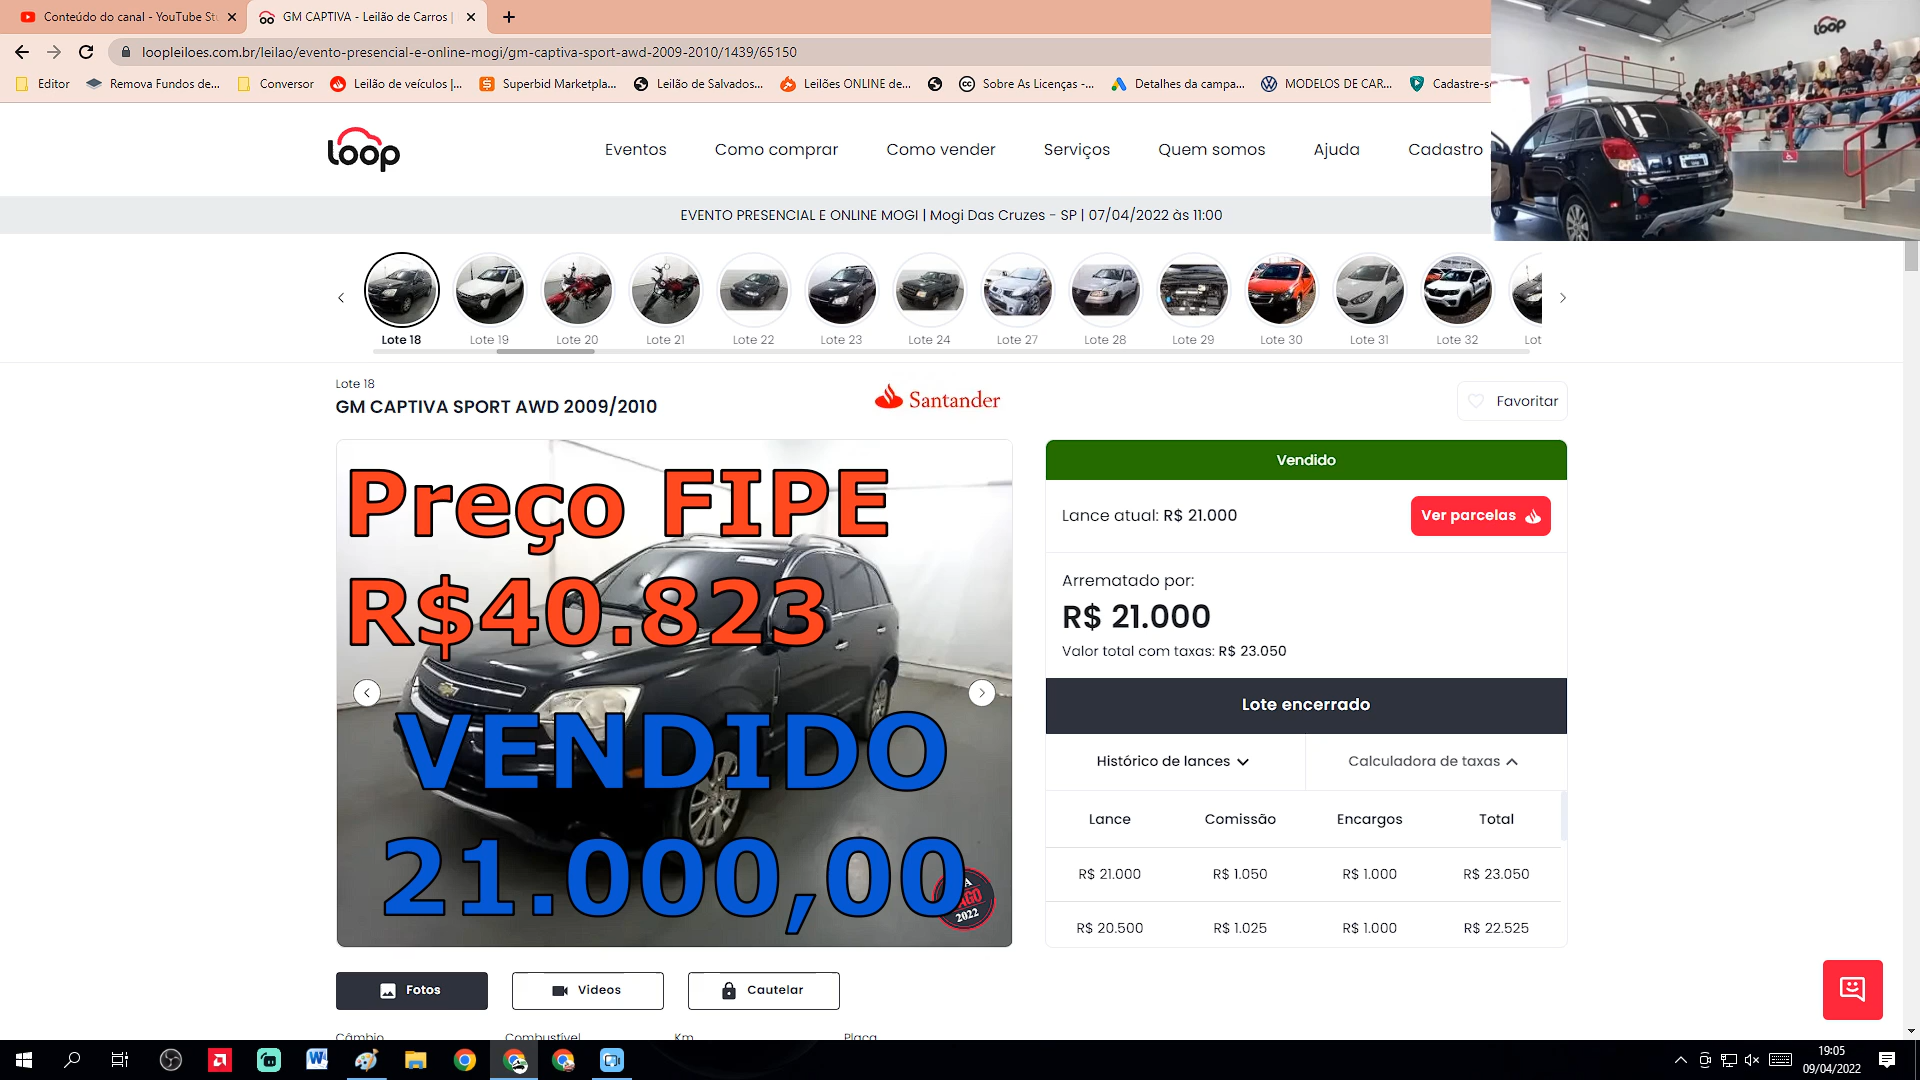 Conteúdo do canal - YouTube St
GM CAPTIVA - Leilão de Carros |
loopleiloes.com.br/leilao/evento-presencial-e-online-mogi/gm-captiva-sport-awd-2009-2010/1439/65150
Editor
Remova Fundos de...
Conversor
Leilão de veículos |...
Superbid Marketpla...
Leilão de Salvados...
Leilões ONLINE de...
Sobre As Licenças -...
Detalhes da campa...
MODELOS DE CAR...
Cadastre-se
loop
loop
Eventos
Como comprar
Como vender
Serviços
Quem somos
Ajuda
Cadastro
EVENTO PRESENCIAL E ONLINE MOGI | Mogi Das Cruzes - SP | 07/04/2022 às 11:00
Lote 18
Lote 19
Lote 20
Lote 21
Lote 22
Lote 23
Lote 24
Lote 27
Lote 28
Lote 29
Lote 30
Lote 31
Lote 32
Lot
Lote 18
GM CAPTIVA SPORT AWD 2009/2010
Santander
Favoritar
Preço FIPE
R$40.823
VENDIDO
21.000,00
2022
Vendido
Lance atual: R$ 21.000
Ver parcelas
Arrematado por:
R$ 21.000
Valor total com taxas: R$ 23.050
Lote encerrado
Histórico de lances
Calculadora de taxas
Lance Comissão Encargos Total
R$ 21.000 R$ 1.050 R$ 1.000 R$ 23.050
R$ 20.500 R$ 1.025 R$ 1.000 R$ 22.525
Fotos
Videos
Cautelar
Câmbio
Combustível
Km
Placa
19:05
09/04/2022